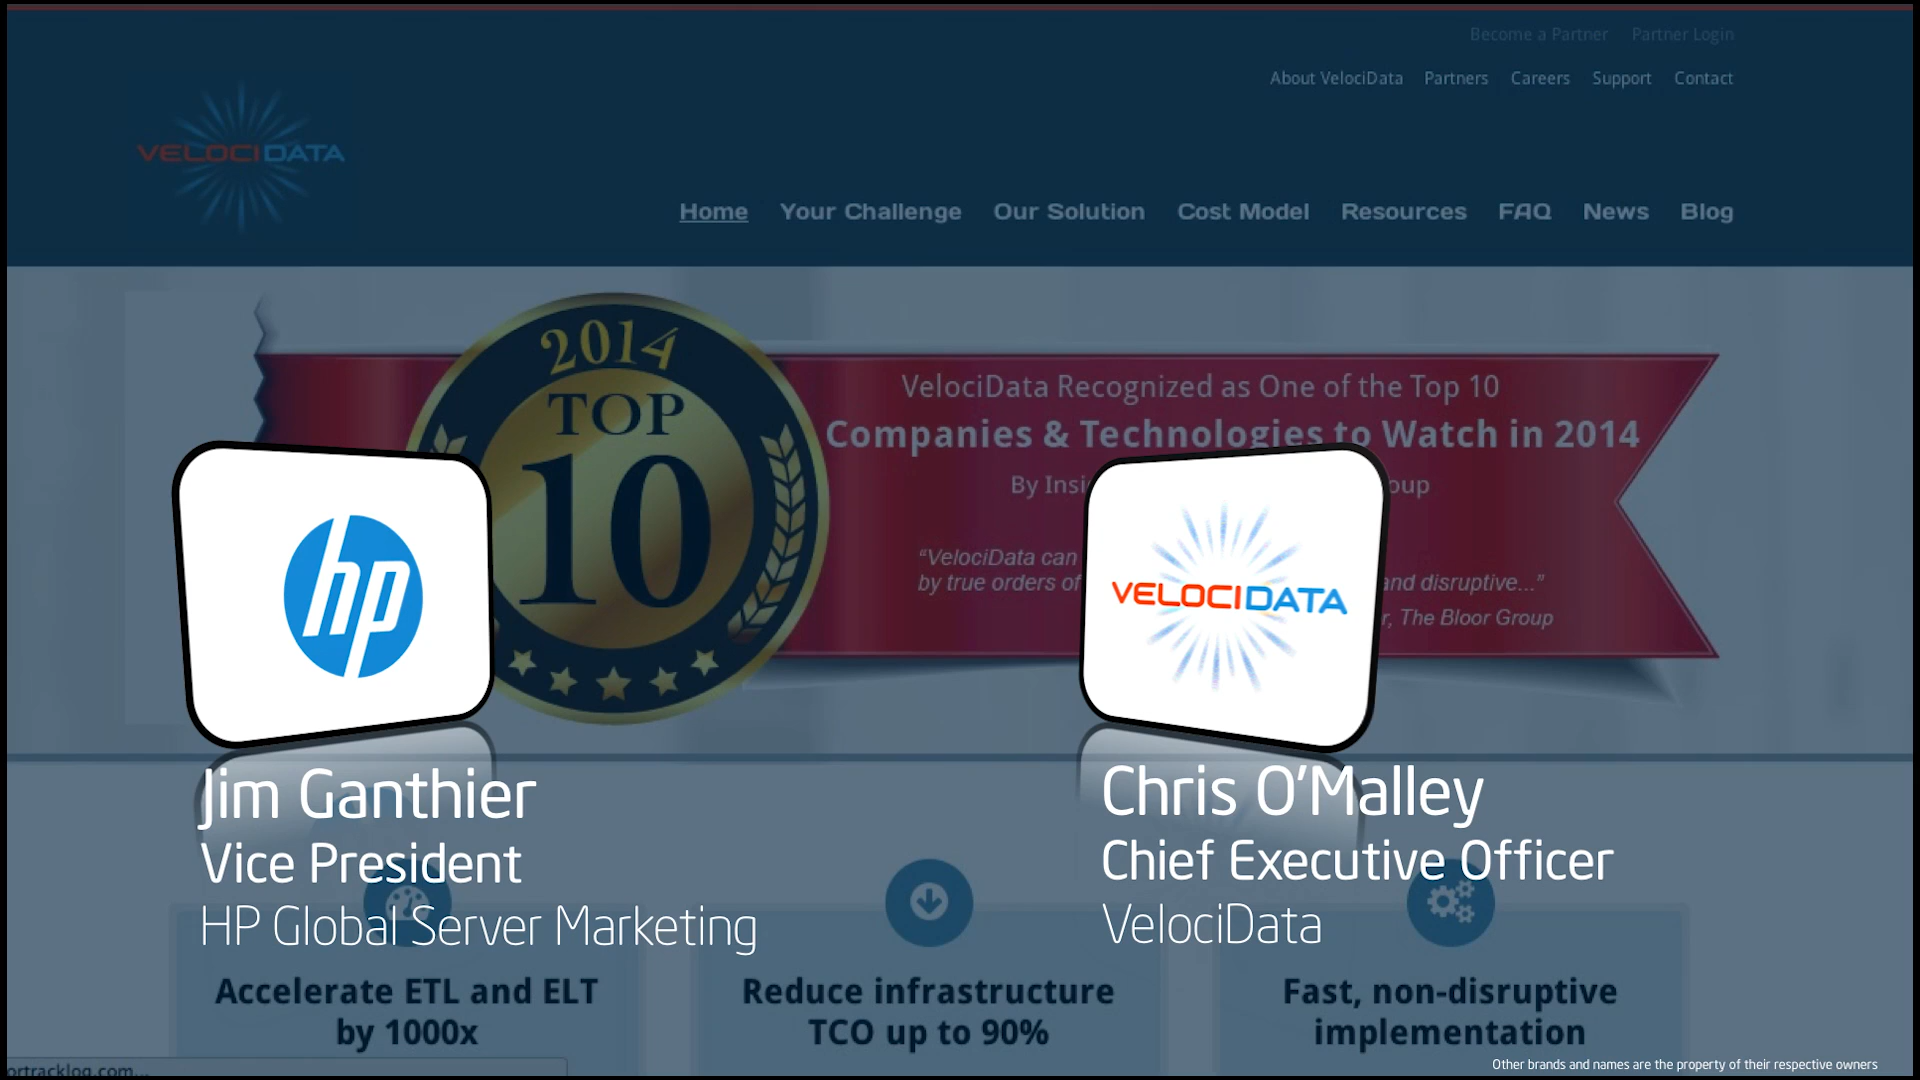 Become a Partner Partner Login
About VelociData Partners Careers Support Contact
VELOCIDATA
Home Your Challenge Our Solution Cost Model Resources FAQ News Blog
2014
TOP
10
VelociData Recognized as One of the Top 10
Companies & Technologies to Watch in 2014
By
“VelociData can
by true orders of and disruptive...”
The Bloor Group
hp
VELOCIDATA
Jim Ganthier
Vice President
HP Global Server Marketing
Chris O'Malley
Chief Executive Officer
VelociData
Accelerate ETL and ELT
by 1000x
Reduce infrastructure
TCO up to 90%
Fast, non-disruptive
implementation
Other brands and names are the property of their respective owners